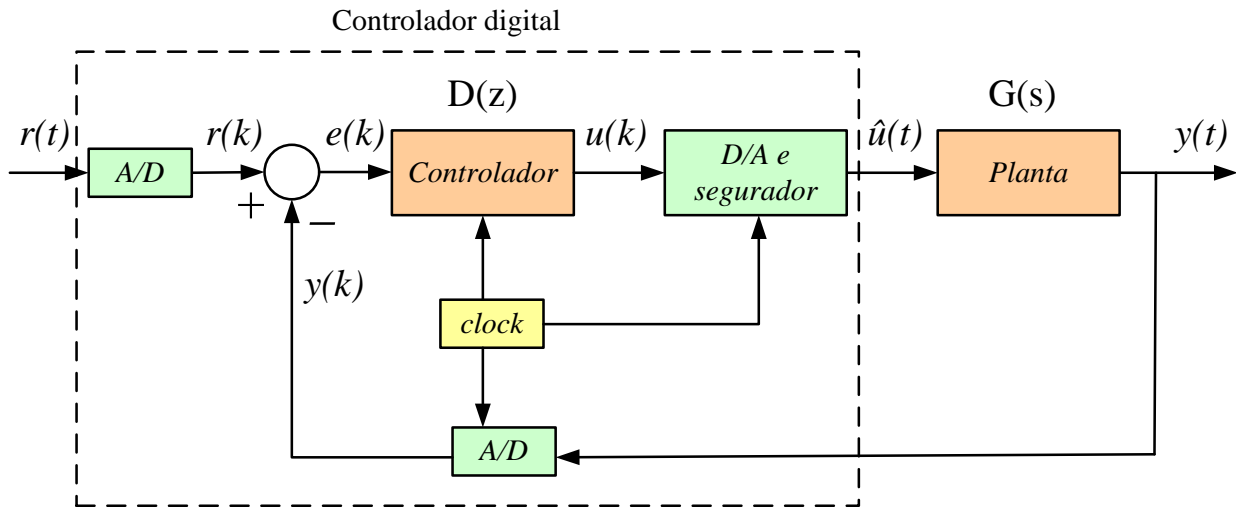 Controlador digital
D(z)
G(s)
r(t)
r(k)
e(k)
u(k)
û(t)
y(t)
A/D
Controlador
D/A e
segurador
Planta
+
−
y(k)
clock
A/D